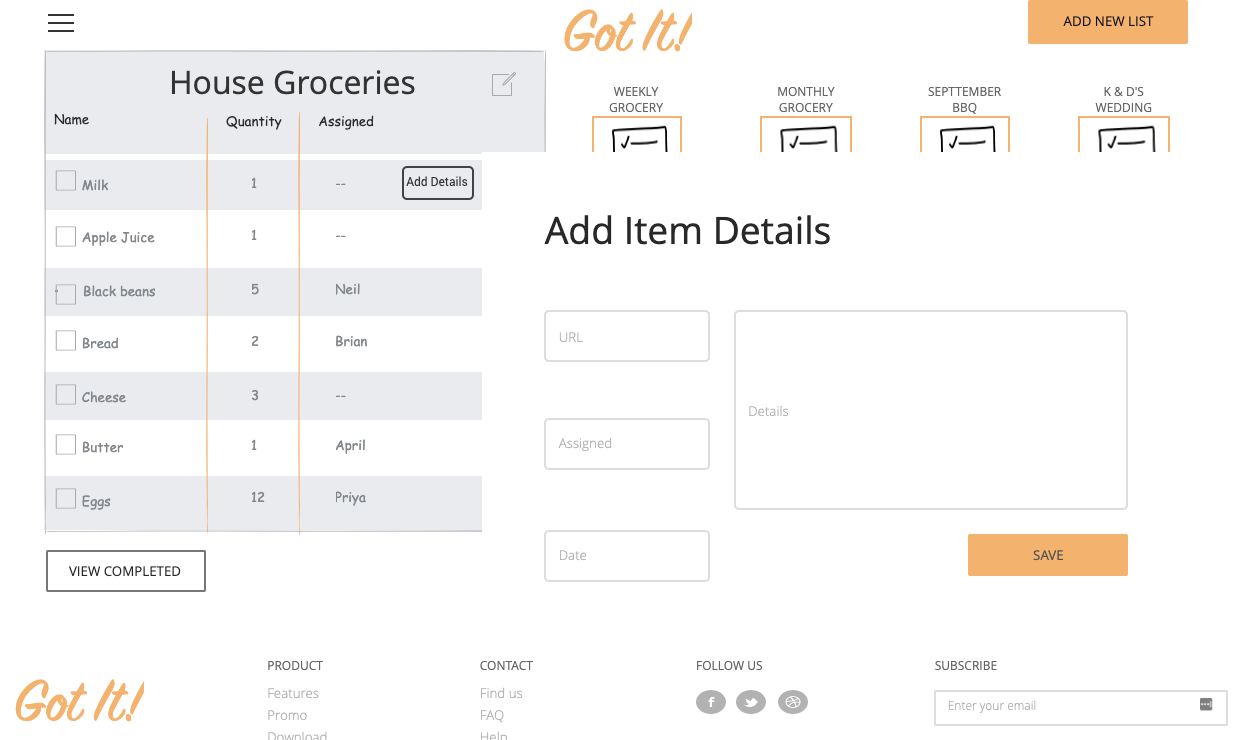 Got It!
ADD NEW LIST
House Groceries
Name Quantity Assigned
WEEKLY
GROCERY
MONTHLY
GROCERY
SEPTTEMBER
BBQ
K & D'S
WEDDING
Milk 1 -- Add Details
Apple Juice 1 --
Black beans 5 Neil
Bread 2 Brian
Cheese 3 --
Butter 1 April
Eggs 12 Priya
VIEW COMPLETED
Add Item Details
URL
Details
Assigned
Date
SAVE
Got It!
PRODUCT
Features
Promo
Download
CONTACT
Find us
FAQ
Help
FOLLOW US
SUBSCRIBE
Enter your email